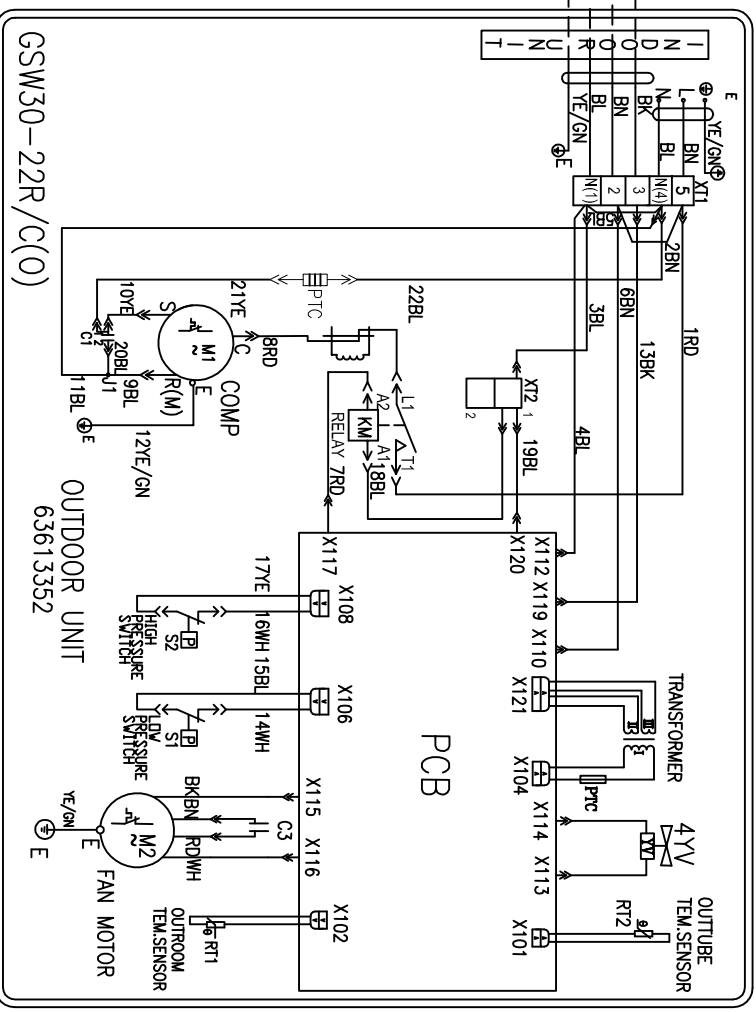 INDOOR UNIT
L
N
E
YE/GN
BL
BN
BK
BL
BN
YE/GN
E
N(1)
2
3
N(4)
5
XT1
5BL
2BN
1RD
3BL
6BN
13BK
4BL
GSW30-22R/C(O)
10YE
21YE
PTC
22BL
S
C
C1
20BL
J1
9BL
11BL
R(M)
E
M1
~
COMP
8RD
12YE/GN
E
L1
A2
KM
A1
T1
RELAY
7RD
18BL
XT2
1
2
19BL
OUTDOOR UNIT
63613352
X117
X120
X112
X119
X110
17YE
X108
16WH
HIGH
PRESSURE
SWITCH
S2
P
15BL
X106
14WH
LOW
PRESSURE
SWITCH
S1
P
PCB
X121
TRANSFORMER
II
III
I
X104
PTC
X115
BK
BN
C3
X116
RD
WH
M2
~
YE/GN
E
E
FAN MOTOR
X114
4YV
YV
X113
X102
RT1
θ
OUTROOM
TEM.SENSOR
X101
RT2
θ
OUTTUBE
TEM.SENSOR